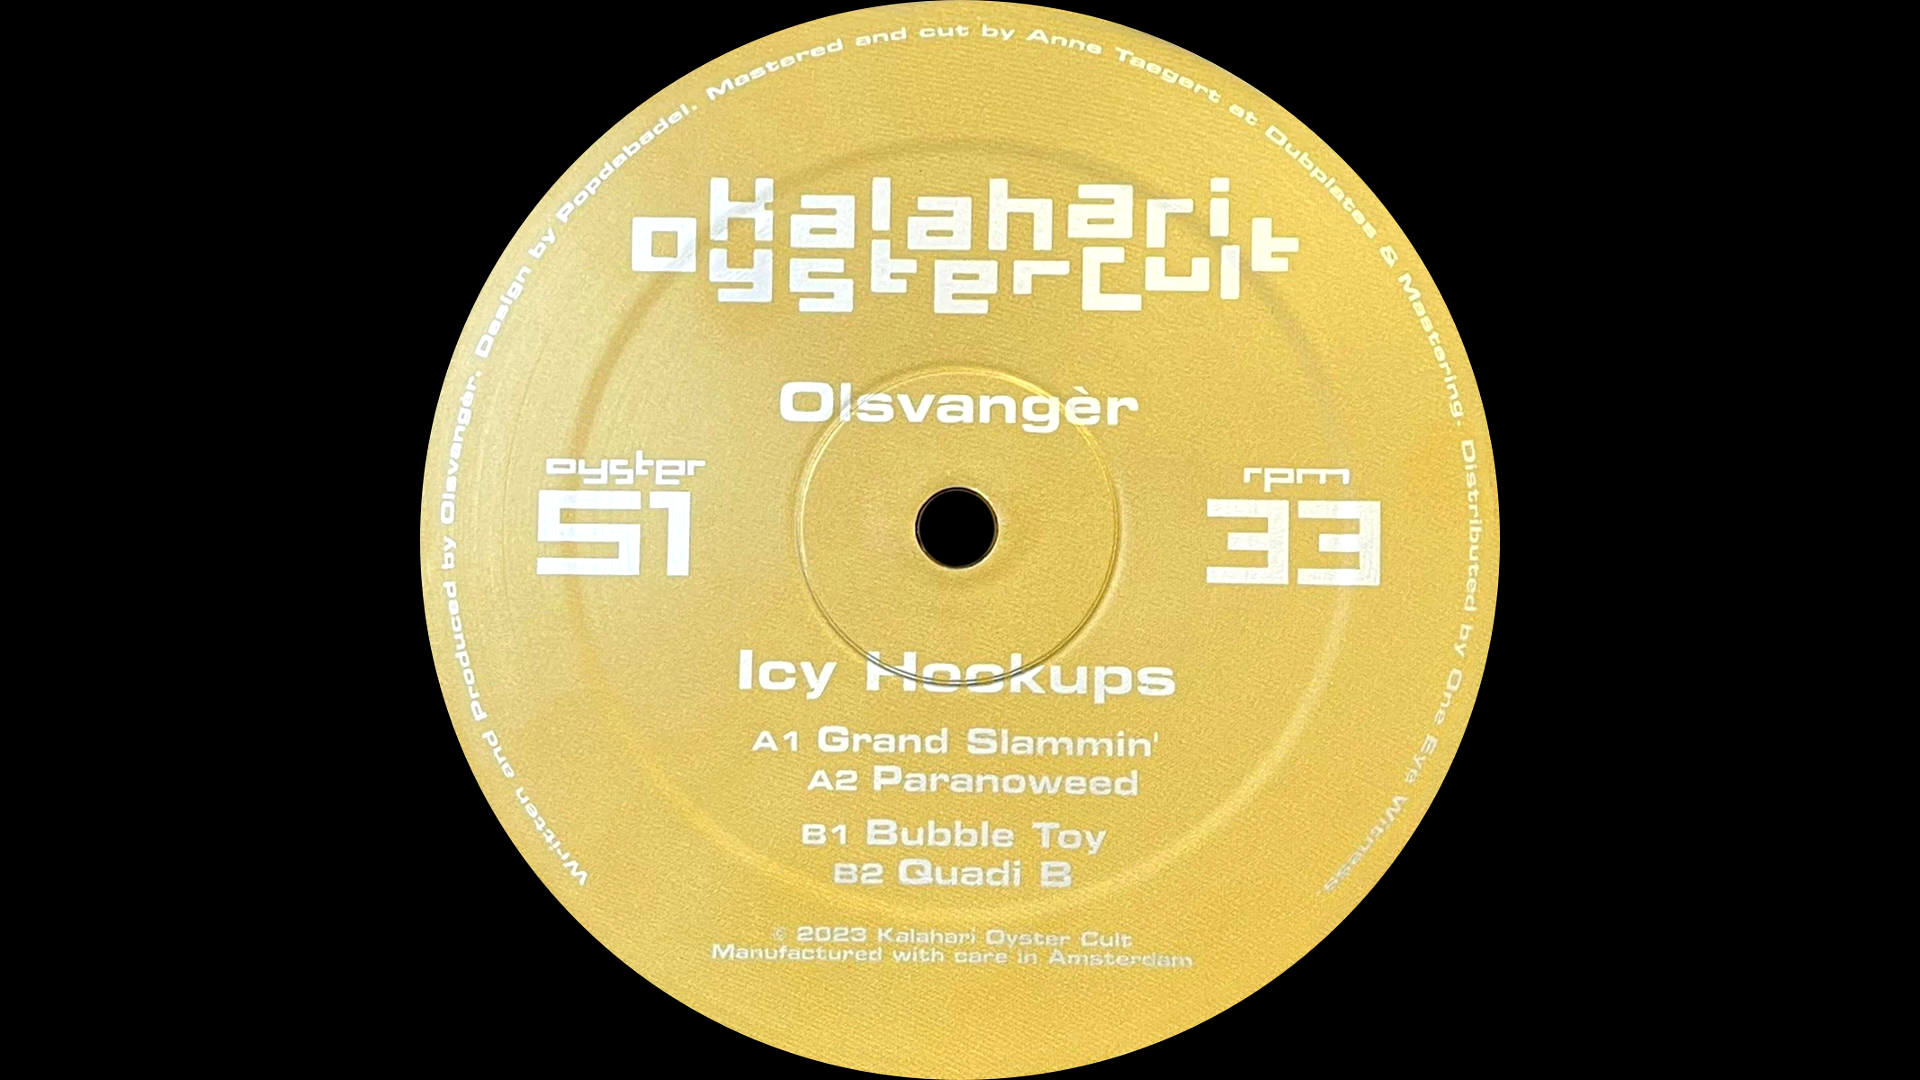 Written and Produced by Olsvangèr. Design by Popdabadel. Mastered and cut by Anne Taegert at Dubplates & Mastering. Distributed by One Eye Witness.
Kalahari
OysterCult
Olsvangèr
oyster
51
rpm
33
Icy Hookups
A1 Grand Slammin'
A2 Paranoweed
B1 Bubble Toy
B2 Quadi B
© 2023 Kalahari Oyster Cult
Manufactured with care in Amsterdam